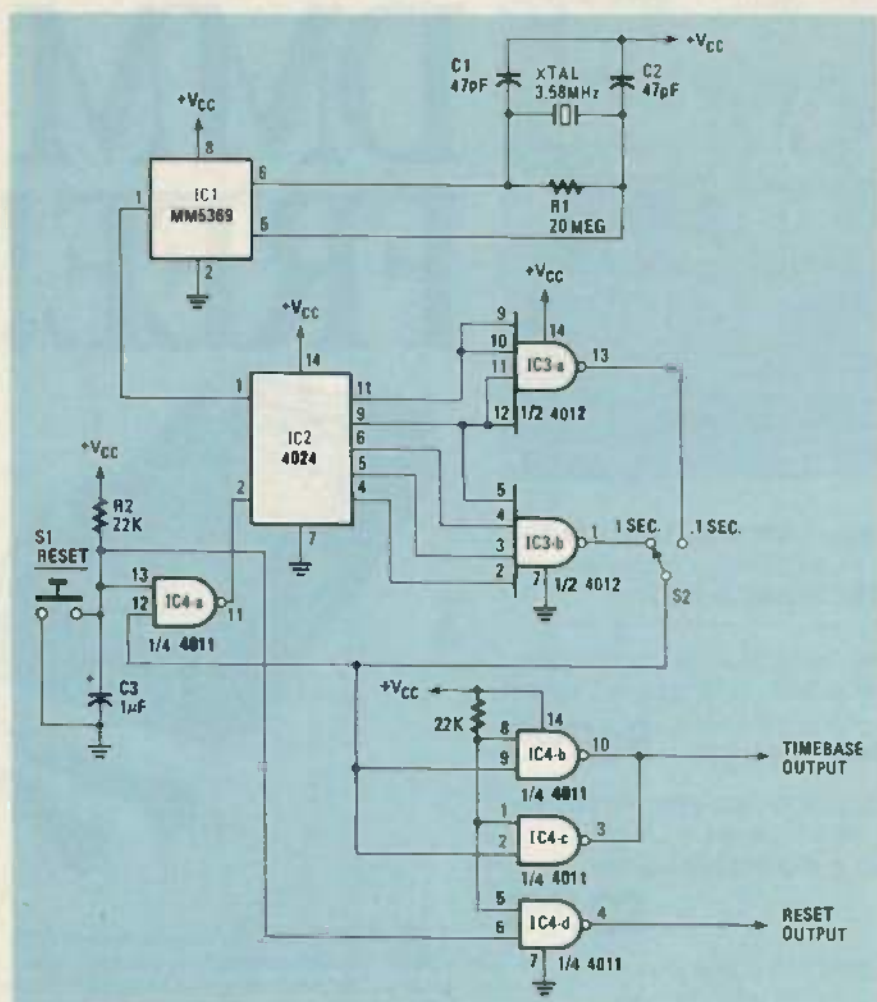 +VCC
C1
47pF
XTAL
3.58MHz
C2
47pF
+VCC
8
1
IC1
MM5369
6
5
2
R1
20 MEG
+VCC
14
1
IC2
4024
11
9
6
5
4
2
7
+VCC
14
9
10
11
12
IC3-a
13
1/2 4012
5
4
3
2
IC3-b
1
7
1/2 4012
1 SEC.
.1 SEC.
S2
+VCC
R2
22K
S1
RESET
13
12
IC4-a
11
1/4 4011
+
C3
1µF
+VCC
22K
14
8
9
IC4-b
10
1/4 4011
TIMEBASE
OUTPUT
1
2
IC4-c
3
1/4 4011
5
6
IC4-d
4
7
1/4 4011
RESET
OUTPUT